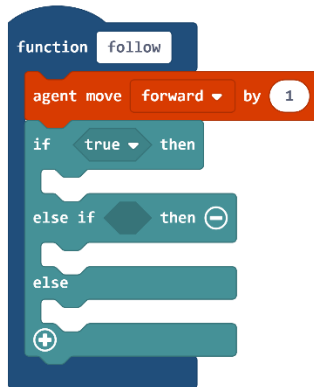 function follow
agent move forward by 1
if true then
else if then
else